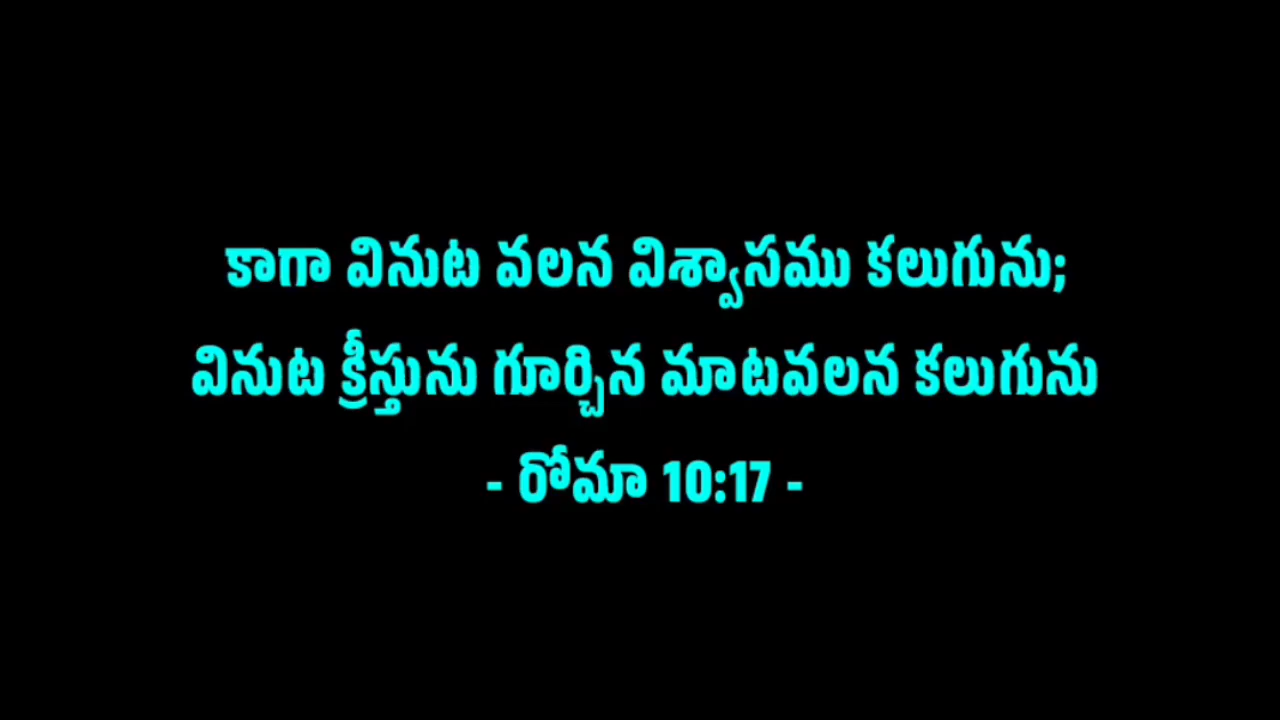 కాగా వినుట వలన విశ్వాసము కలుగును;
వినుట క్రీస్తును గూర్చిన మాటవలన కలుగును
- రోమా 10:17 -